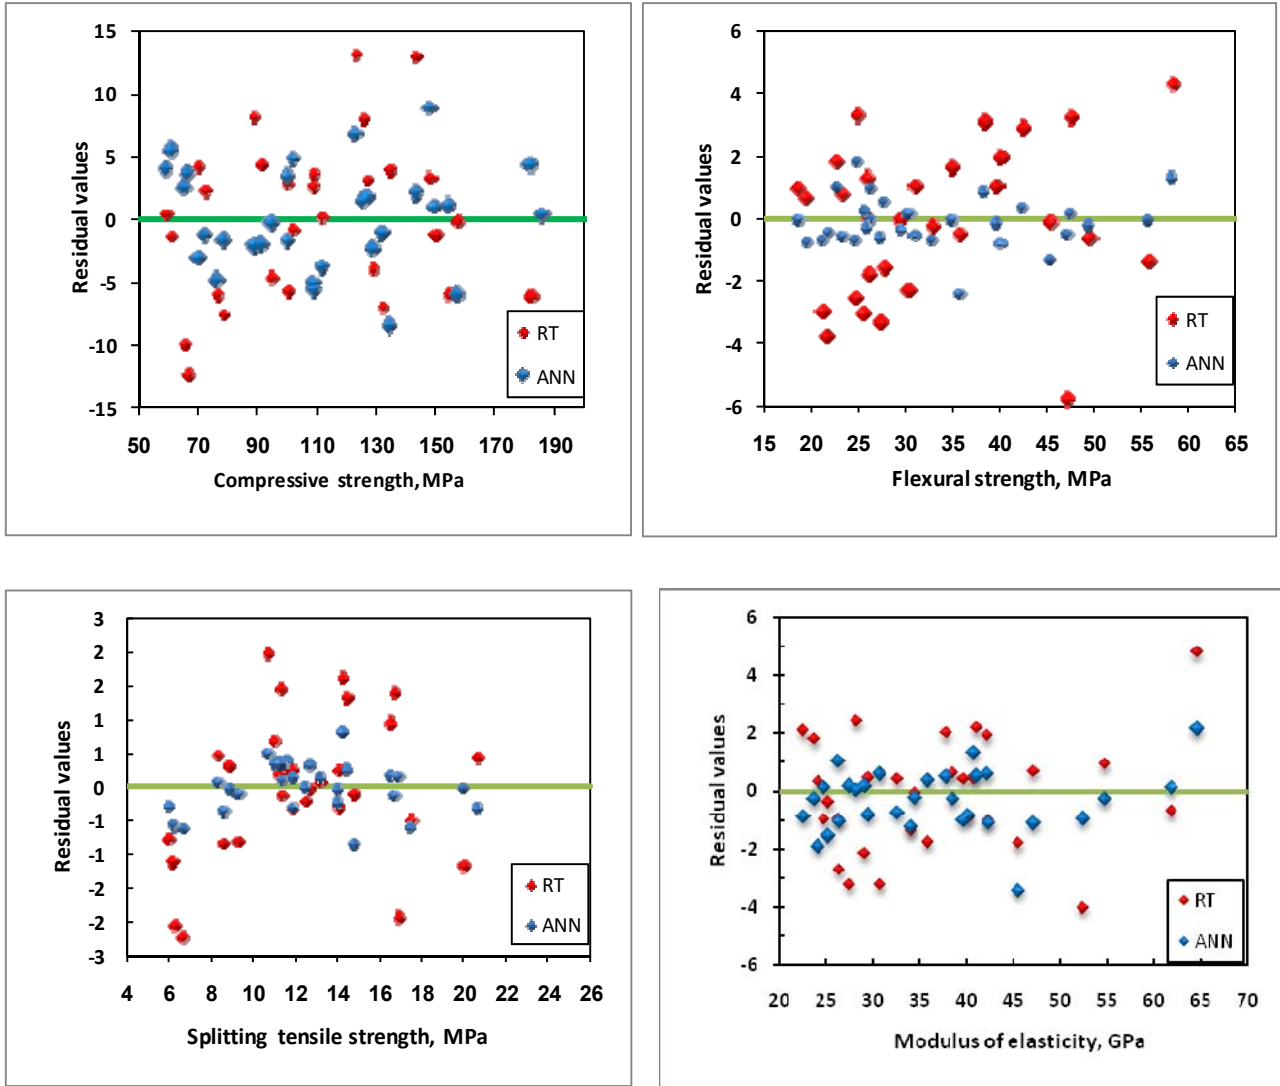 15
10
5
0
-5
-10
-15
Residual values
50 70 90 110 130 150 170 190
Compressive strength,MPa
RT
ANN
6
4
2
0
-2
-4
-6
Residual values
15 20 25 30 35 40 45 50 55 60 65
Flexural strength, MPa
RT
ANN
3
2
2
1
1
0
-1
-1
-2
-2
-3
Residual values
4 6 8 10 12 14 16 18 20 22 24 26
Splitting tensile strength, MPa
RT
ANN
6
4
2
0
-2
-4
-6
Residual values
20 25 30 35 40 45 50 55 60 65 70
Modulus of elasticity, GPa
RT
ANN